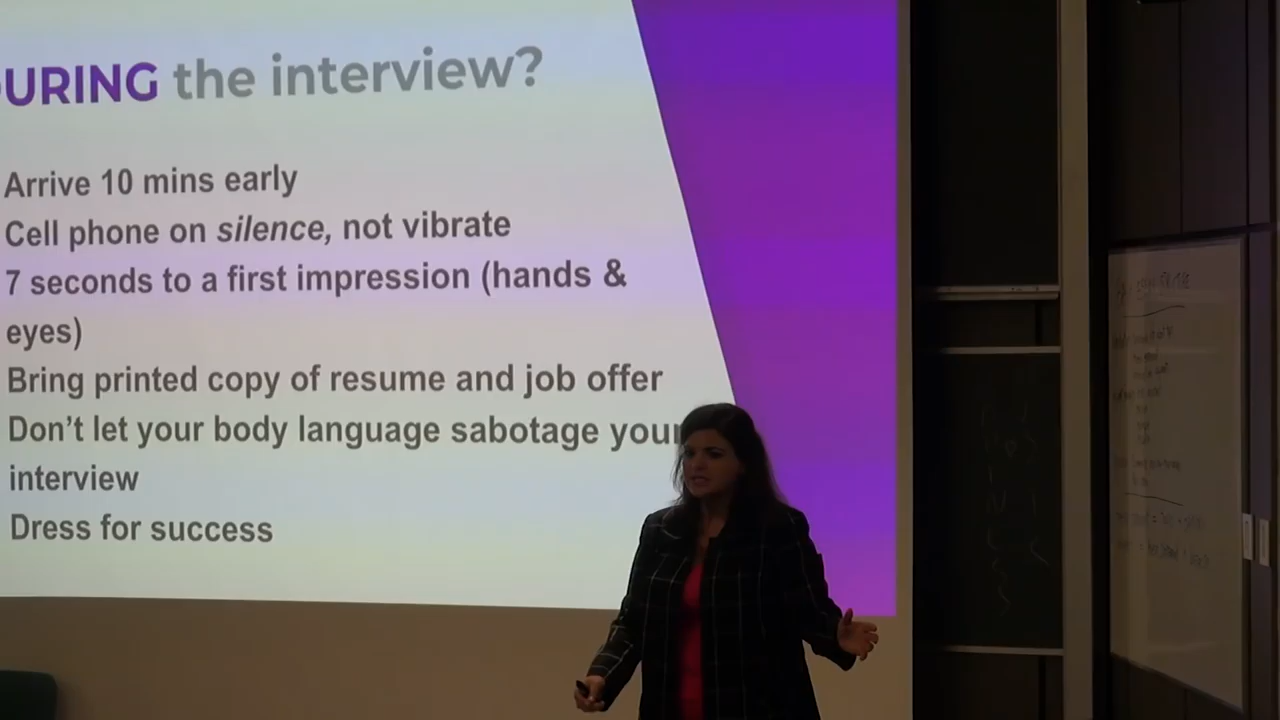 URING the interview?
Arrive 10 mins early
Cell phone on silence, not vibrate
7 seconds to a first impression (hands &
eyes)
Bring printed copy of resume and job offer
Don't let your body language sabotage your
interview
Dress for success